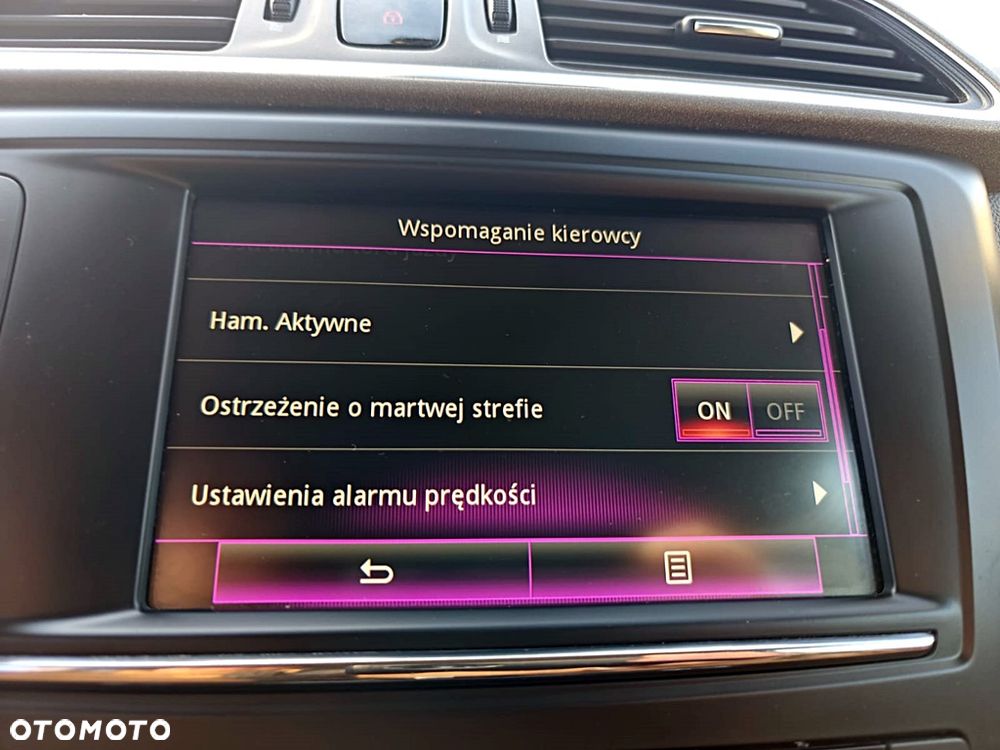 Wspomaganie kierowcy
Ham. Aktywne
Ostrzeżenie o martwej strefie
ON OFF
Ustawienia alarmu prędkości
OTOMOTO